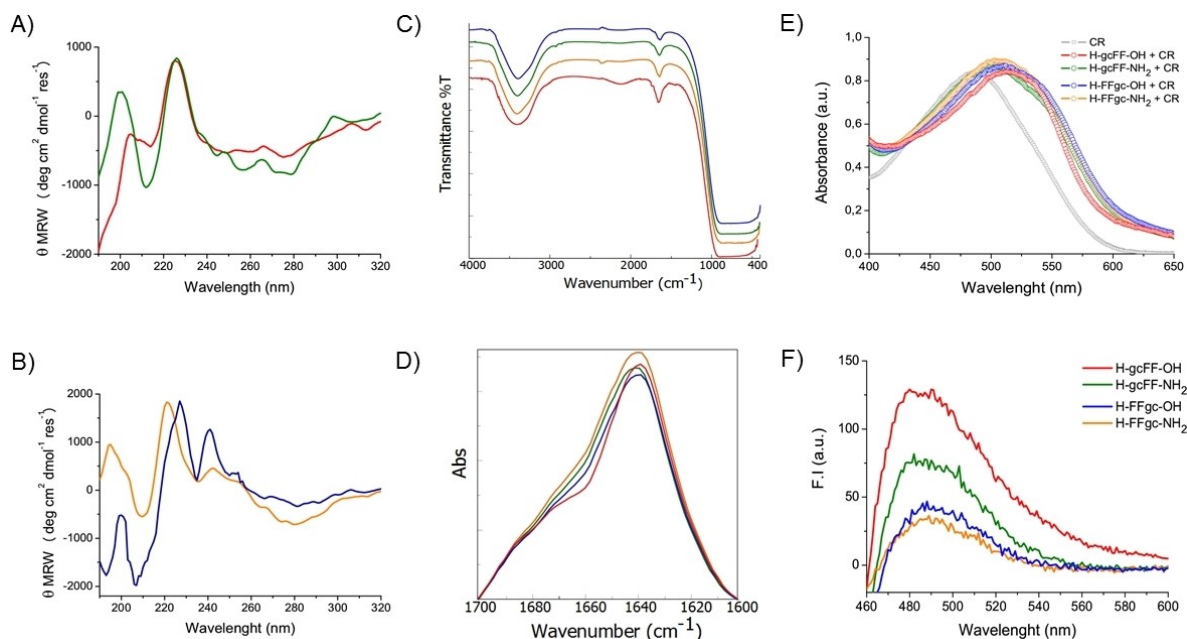 A)
θ MRW ( deg cm² dmol⁻¹ res⁻¹)
1000
0
-1000
-2000
200 220 240 260 280 300 320
Wavelength (nm)
B)
θ MRW ( deg cm² dmol⁻¹ res⁻¹)
2000
1000
0
-1000
-2000
200 220 240 260 280 300 320
Wavelenght (nm)
C)
Transmittance %T
4000 3000 2000 1000 400
Wavenumber (cm⁻¹)
D)
Abs
1700 1680 1660 1640 1620 1600
Wavenumber (cm⁻¹)
E)
Absorbance (a.u.)
1,0
0,8
0,6
0,4
0,2
0,0
CR
H-gcFF-OH + CR
H-gcFF-NH₂ + CR
H-FFgc-OH + CR
H-FFgc-NH₂ + CR
400 450 500 550 600 650
Wavelenght (nm)
F)
F.I (a.u.)
150
100
50
0
H-gcFF-OH
H-gcFF-NH₂
H-FFgc-OH
H-FFgc-NH₂
460 480 500 520 540 560 580 600
Wavelenght (nm)